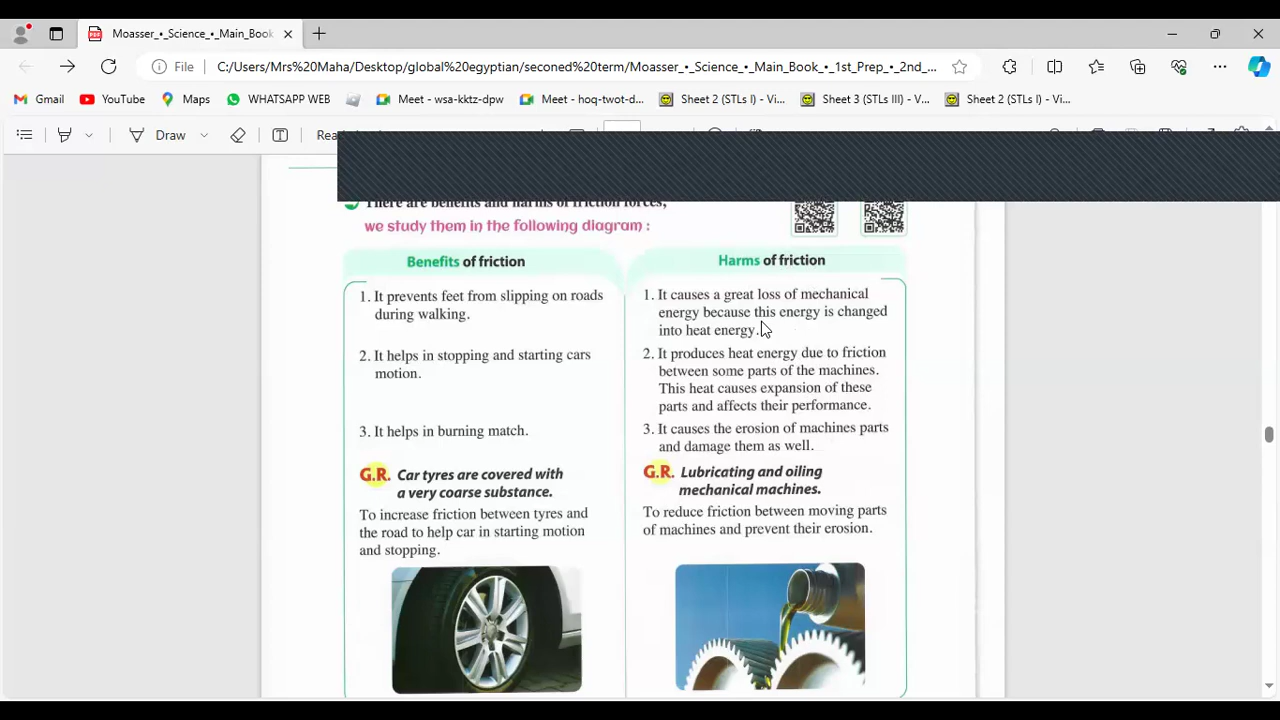 Moasser_•_Science_•_Main_Book
File
C:/Users/Mrs%20Maha/Desktop/global%20egyptian/seconed%20term/Moasser_•_Science_•_Main_Book_•_1st_Prep_•_2nd_...
Gmail
YouTube
Maps
WHATSAPP WEB
Meet - wsa-kktz-dpw
Meet - hoq-twot-d...
Sheet 2 (STLs I) - Vi...
Sheet 3 (STLs III) - Vi...
Sheet 2 (STLs I) - Vi...
Draw
There are benefits and harms of friction forces,
we study them in the following diagram :
Benefits of friction
1. It prevents feet from slipping on roads
during walking.
2. It helps in stopping and starting cars
motion.
3. It helps in burning match.
G.R. Car tyres are covered with
a very coarse substance.
To increase friction between tyres and
the road to help car in starting motion
and stopping.
Harms of friction
1. It causes a great loss of mechanical
energy because this energy is changed
into heat energy.
2. It produces heat energy due to friction
between some parts of the machines.
This heat causes expansion of these
parts and affects their performance.
3. It causes the erosion of machines parts
and damage them as well.
G.R. Lubricating and oiling
mechanical machines.
To reduce friction between moving parts
of machines and prevent their erosion.